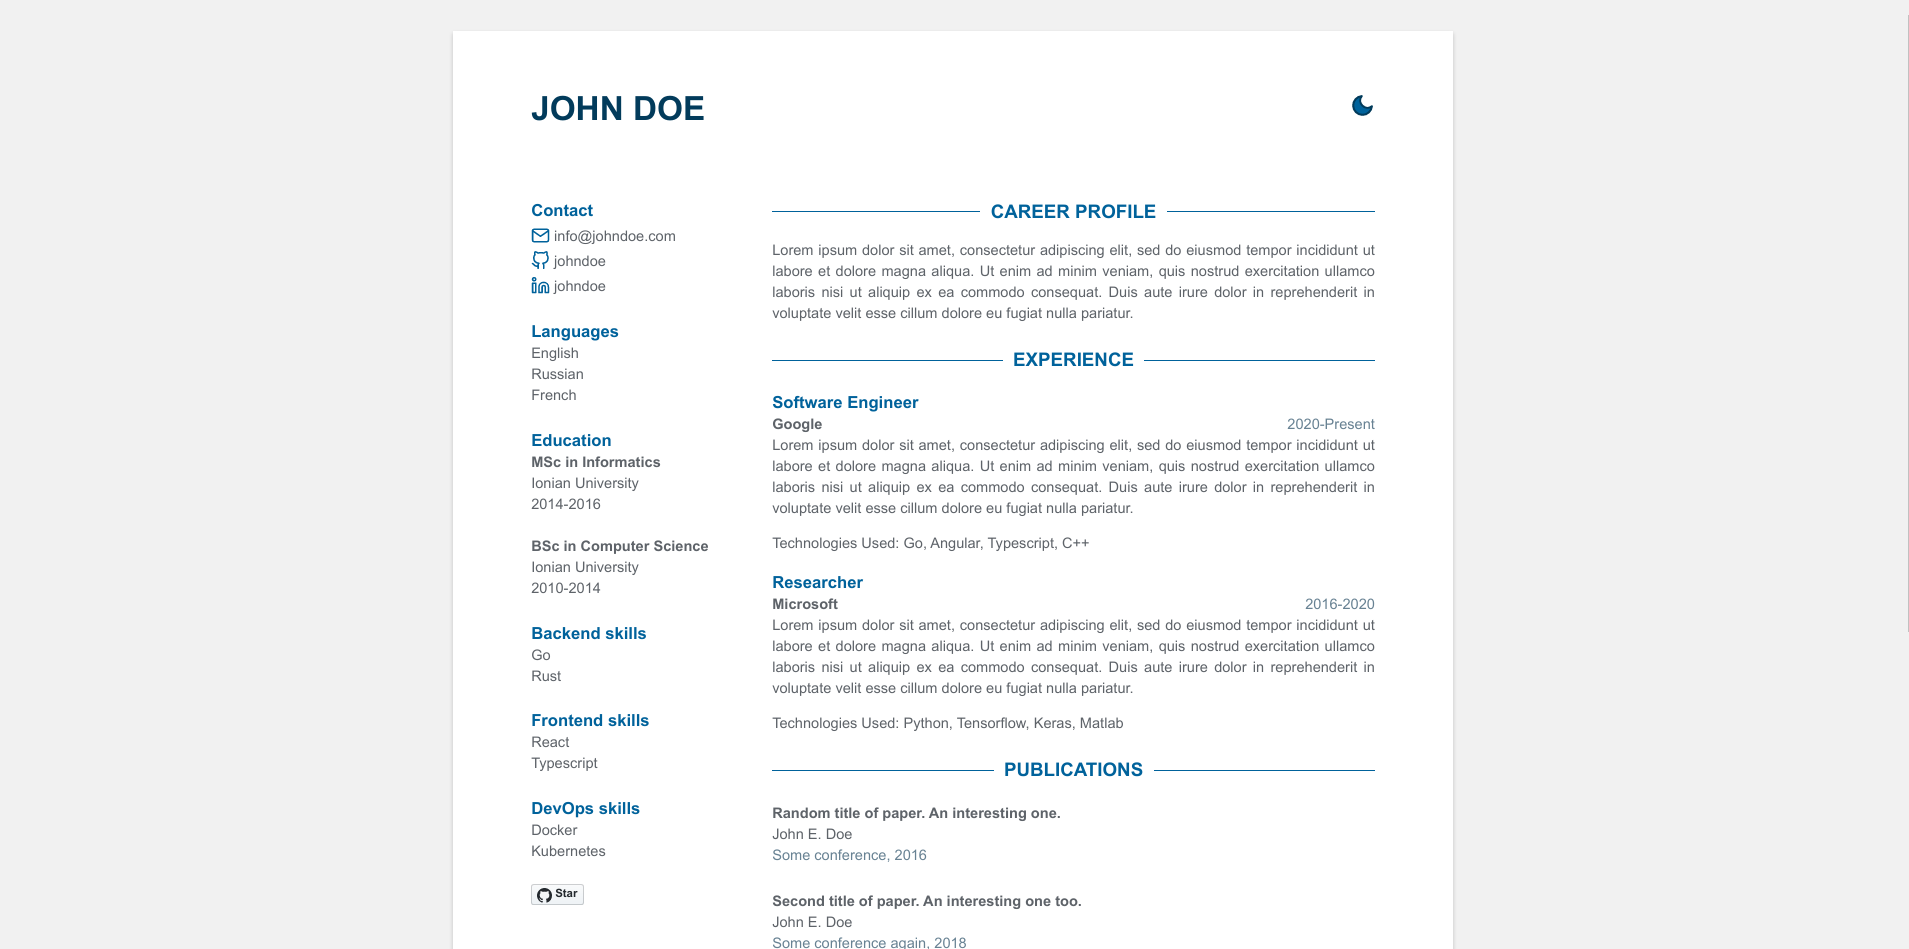 JOHN DOE
Contact
info@johndoe.com
johndoe
johndoe
Languages
English
Russian
French
Education
MSc in Informatics
Ionian University
2014-2016
BSc in Computer Science
Ionian University
2010-2014
Backend skills
Go
Rust
Frontend skills
React
Typescript
DevOps skills
Docker
Kubernetes
Star
CAREER PROFILE
Lorem ipsum dolor sit amet, consectetur adipiscing elit, sed do eiusmod tempor incididunt ut
labore et dolore magna aliqua. Ut enim ad minim veniam, quis nostrud exercitation ullamco
laboris nisi ut aliquip ex ea commodo consequat. Duis aute irure dolor in reprehenderit in
voluptate velit esse cillum dolore eu fugiat nulla pariatur.
EXPERIENCE
Software Engineer
Google 2020-Present
Lorem ipsum dolor sit amet, consectetur adipiscing elit, sed do eiusmod tempor incididunt ut
labore et dolore magna aliqua. Ut enim ad minim veniam, quis nostrud exercitation ullamco
laboris nisi ut aliquip ex ea commodo consequat. Duis aute irure dolor in reprehenderit in
voluptate velit esse cillum dolore eu fugiat nulla pariatur.
Technologies Used: Go, Angular, Typescript, C++
Researcher
Microsoft 2016-2020
Lorem ipsum dolor sit amet, consectetur adipiscing elit, sed do eiusmod tempor incididunt ut
labore et dolore magna aliqua. Ut enim ad minim veniam, quis nostrud exercitation ullamco
laboris nisi ut aliquip ex ea commodo consequat. Duis aute irure dolor in reprehenderit in
voluptate velit esse cillum dolore eu fugiat nulla pariatur.
Technologies Used: Python, Tensorflow, Keras, Matlab
PUBLICATIONS
Random title of paper. An interesting one.
John E. Doe
Some conference, 2016
Second title of paper. An interesting one too.
John E. Doe
Some conference again, 2018